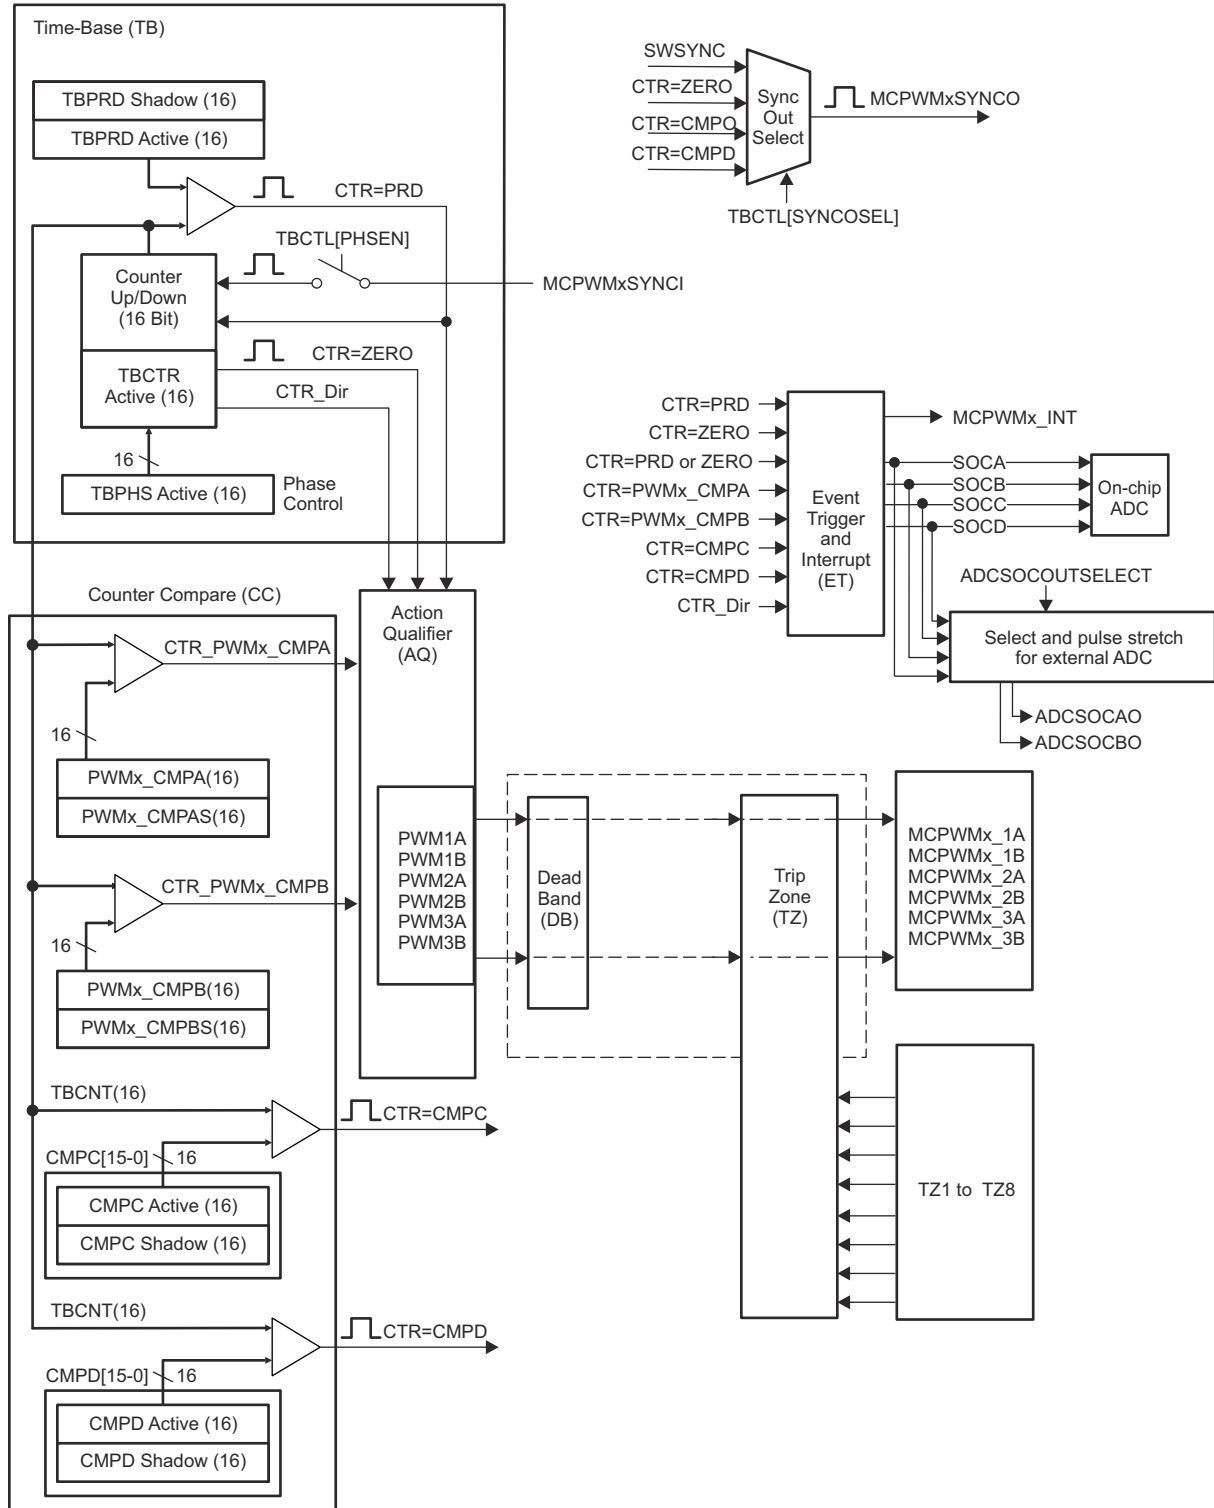 Time-Base (TB)
TBPRD Shadow (16)
TBPRD Active (16)
CTR=PRD
TBCTL[PHSEN]
Counter
Up/Down
(16 Bit)
MCPWMxSYNCI
CTR=ZERO
TBCTR
Active (16)
CTR_Dir
16
TBPHS Active (16)
Phase
Control
SWSYNC
CTR=ZERO
CTR=CMPO
CTR=CMPD
Sync
Out
Select
MCPWMxSYNCO
TBCTL[SYNCOSEL]
CTR=PRD
CTR=ZERO
CTR=PRD or ZERO
CTR=PWMx_CMPA
CTR=PWMx_CMPB
CTR=CMPC
CTR=CMPD
CTR_Dir
Event
Trigger
and
Interrupt
(ET)
MCPWMx_INT
SOCA
SOCB
SOCC
SOCD
On-chip
ADC
ADCSOCOUTSELECT
Select and pulse stretch
for external ADC
ADCSOCAO
ADCSOCBO
Counter Compare (CC)
CTR_PWMx_CMPA
16
PWMx_CMPA(16)
PWMx_CMPAS(16)
CTR_PWMx_CMPB
16
PWMx_CMPB(16)
PWMx_CMPBS(16)
TBCNT(16)
CTR=CMPC
CMPC[15-0]
16
CMPC Active (16)
CMPC Shadow (16)
TBCNT(16)
CTR=CMPD
CMPD[15-0]
16
CMPD Active (16)
CMPD Shadow (16)
Action
Qualifier
(AQ)
PWM1A
PWM1B
PWM2A
PWM2B
PWM3A
PWM3B
Dead
Band
(DB)
Trip
Zone
(TZ)
MCPWMx_1A
MCPWMx_1B
MCPWMx_2A
MCPWMx_2B
MCPWMx_3A
MCPWMx_3B
TZ1 to TZ8